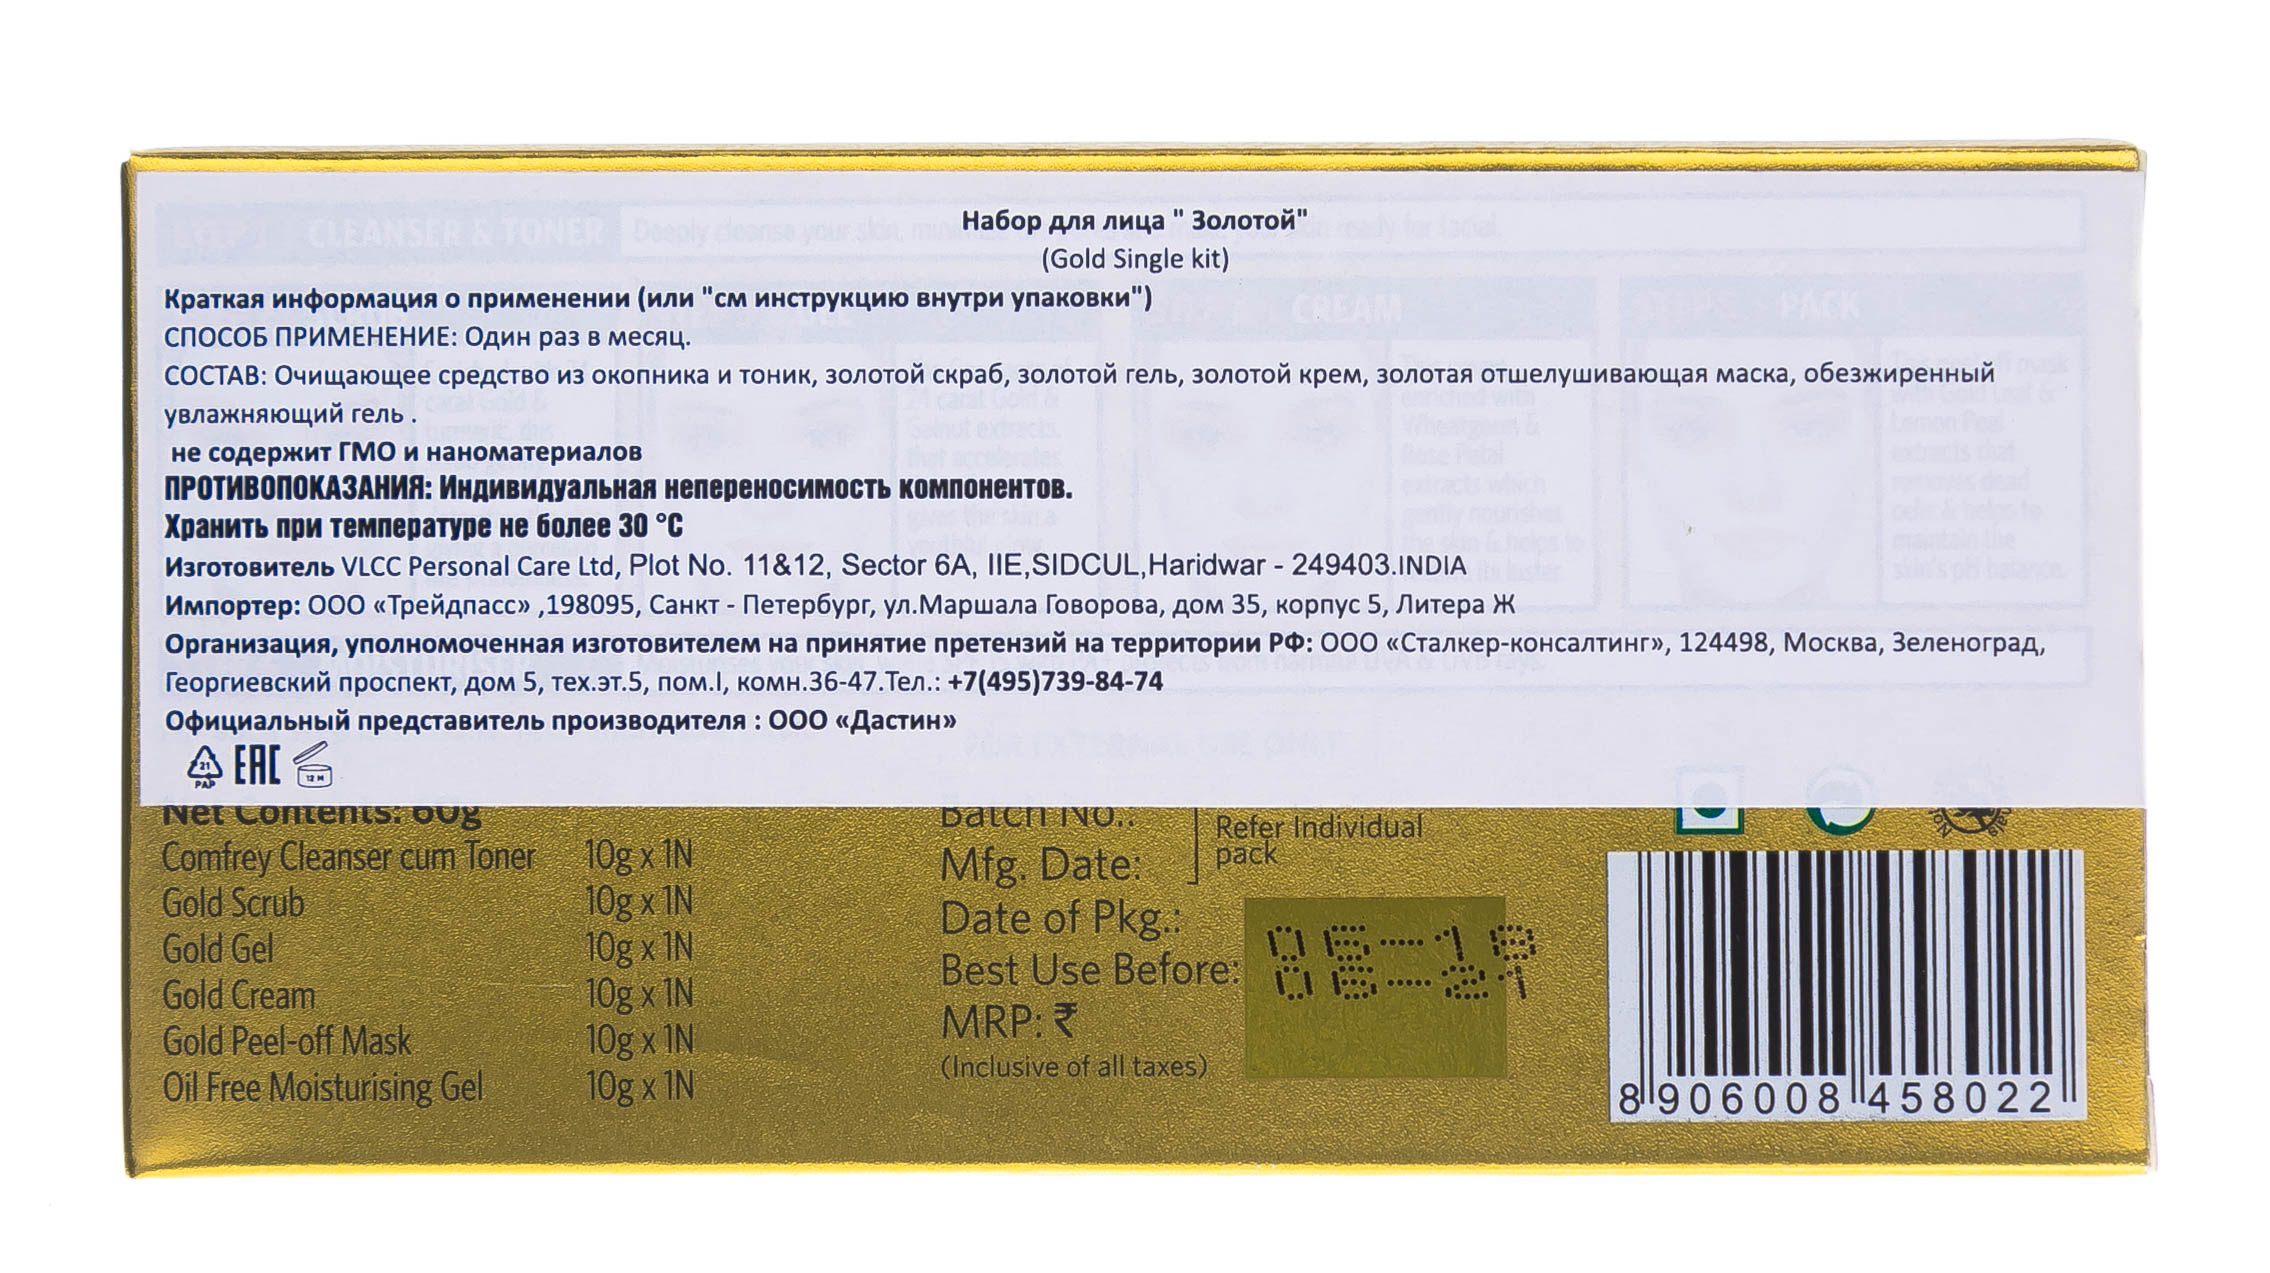 Набор для лица " Золотой"
(Gold Single kit)
Краткая информация о применении (или "см инструкцию внутри упаковки")
СПОСОБ ПРИМЕНЕНИЕ: Один раз в месяц.
СОСТАВ: Очищающее средство из окопника и тоник, золотой скраб, золотой гель, золотой крем, золотая отшелушивающая маска, обезжиренный
увлажняющий гель .
не содержит ГМО и наноматериалов
ПРОТИВОПОКАЗАНИЯ: Индивидуальная непереносимость компонентов.
Хранить при температуре не более 30 °С
Изготовитель VLCC Personal Care Ltd, Plot No. 11&12, Sector 6A, IIE,SIDCUL,Haridwar - 249403.INDIA
Импортер: ООО «Трейдпасс» ,198095, Санкт - Петербург, ул.Маршала Говорова, дом 35, корпус 5, Литера Ж
Организация, уполномоченная изготовителем на принятие претензий на территории РФ: ООО «Сталкер-консалтинг», 124498, Москва, Зеленоград,
Георгиевский проспект, дом 5, тех.эт.5, пом.I, комн.36-47.Тел.: +7(495)739-84-74
Официальный представитель производителя : ООО «Дастин»
21 PAP EAC 12 M
Net Contents: 60g
Comfrey Cleanser cum Toner 10g x 1N
Gold Scrub 10g x 1N
Gold Gel 10g x 1N
Gold Cream 10g x 1N
Gold Peel-off Mask 10g x 1N
Oil Free Moisturising Gel 10g x 1N
Batch No.:
Mfg. Date:
Refer Individual
pack
Date of Pkg.: 06-19
Best Use Before: 06-21
MRP: ₹
(Inclusive of all taxes)
8 906008 458022